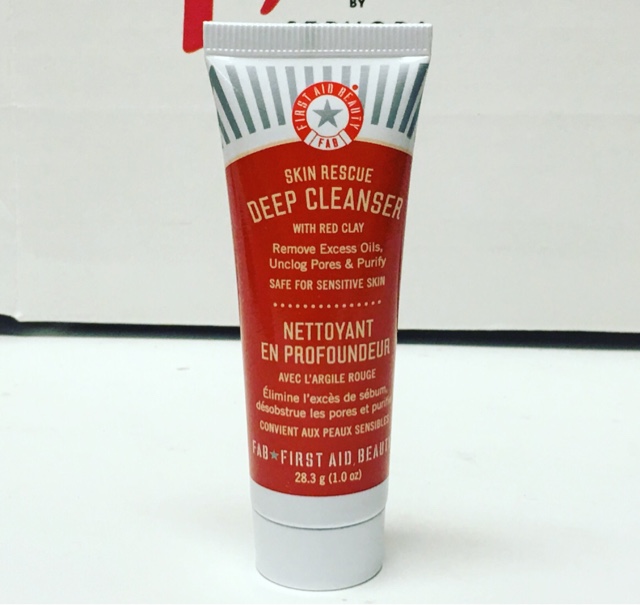 BY
SEPHORA
FIRST AID BEAUTY
FAB
SKIN RESCUE
DEEP CLEANSER
WITH RED CLAY
Remove Excess Oils,
Unclog Pores & Purify
SAFE FOR SENSITIVE SKIN
NETTOYANT
EN PROFOUNDEUR
AVEC L'ARGILE ROUGE
Élimine l'excès de sébum,
désobstrue les pores et purifie
CONVIENT AUX PEAUX SENSIBLES
FAB★FIRST AID BEAUTY
28.3 g (1.0 oz)